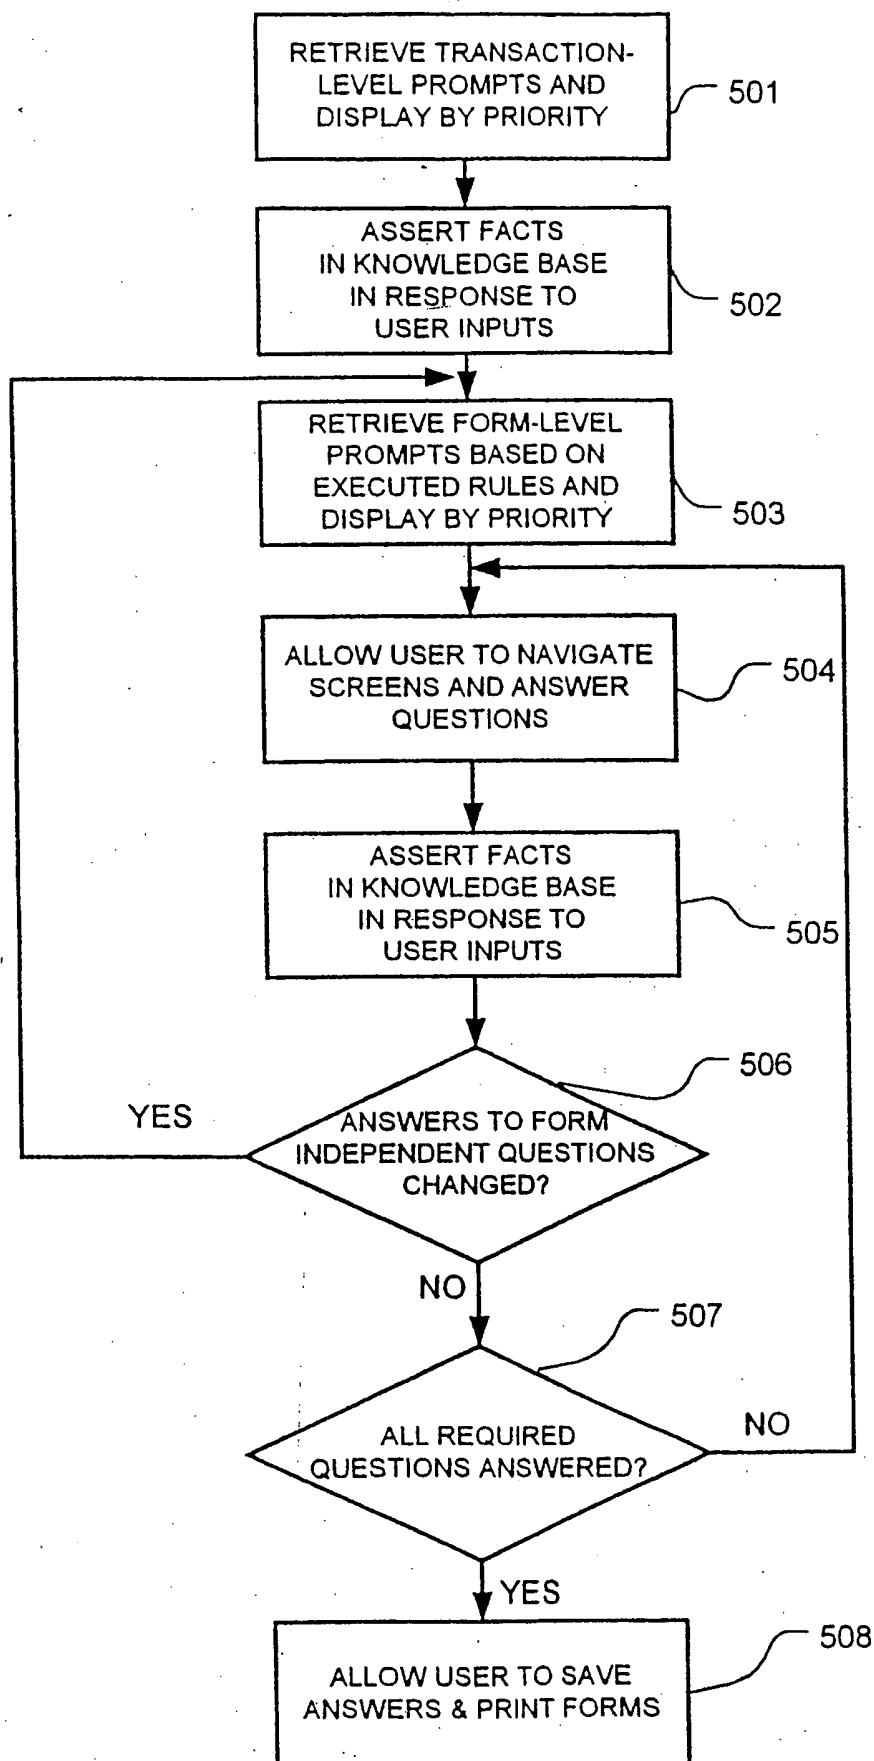 RETRIEVE TRANSACTION-
LEVEL PROMPTS AND
DISPLAY BY PRIORITY
501
ASSERT FACTS
IN KNOWLEDGE BASE
IN RESPONSE TO
USER INPUTS
502
RETRIEVE FORM-LEVEL
PROMPTS BASED ON
EXECUTED RULES AND
DISPLAY BY PRIORITY
503
ALLOW USER TO NAVIGATE
SCREENS AND ANSWER
QUESTIONS
504
ASSERT FACTS
IN KNOWLEDGE BASE
IN RESPONSE TO
USER INPUTS
505
506
YES
ANSWERS TO FORM
INDEPENDENT QUESTIONS
CHANGED?
NO
507
ALL REQUIRED
QUESTIONS ANSWERED?
NO
YES
508
ALLOW USER TO SAVE
ANSWERS & PRINT FORMS